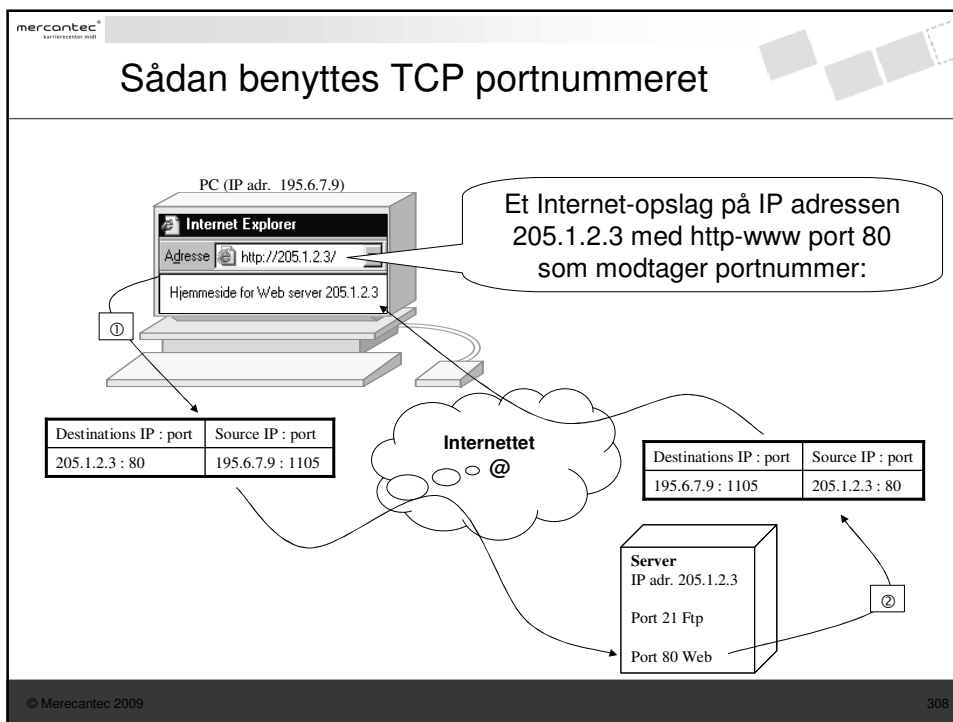 mercantec+
karrierecenter midt
Sådan benyttes TCP portnummeret
PC (IP adr. 195.6.7.9)
Internet Explorer
Adresse http://205.1.2.3/
Hjemmeside for Web server 205.1.2.3
Et Internet-opslag på IP adressen
205.1.2.3 med http-www port 80
som modtager portnummer:
①
Destinations IP : port Source IP : port
205.1.2.3 : 80 195.6.7.9 : 1105
Internettet
@
Destinations IP : port Source IP : port
195.6.7.9 : 1105 205.1.2.3 : 80
Server
IP adr. 205.1.2.3
Port 21 Ftp
Port 80 Web
②
© Merecantec 2009
308